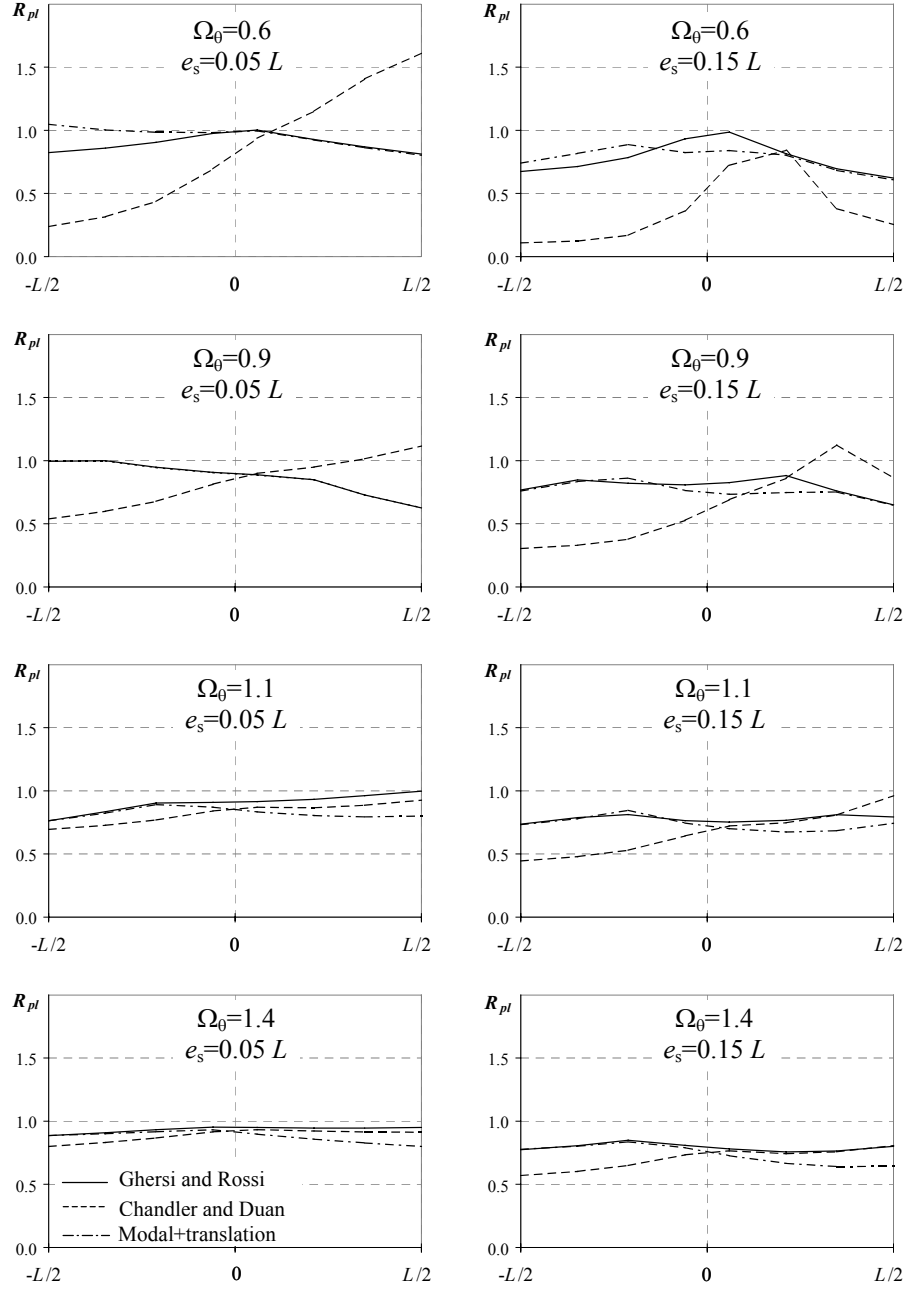 R_pl
Ω_θ=0.6
e_s=0.05 L
1.5
1.0
0.5
0.0
-L/2 0 L/2
R_pl
Ω_θ=0.6
e_s=0.15 L
1.5
1.0
0.5
0.0
-L/2 0 L/2
R_pl
Ω_θ=0.9
e_s=0.05 L
1.5
1.0
0.5
0.0
-L/2 0 L/2
R_pl
Ω_θ=0.9
e_s=0.15 L
1.5
1.0
0.5
0.0
-L/2 0 L/2
R_pl
Ω_θ=1.1
e_s=0.05 L
1.5
1.0
0.5
0.0
-L/2 0 L/2
R_pl
Ω_θ=1.1
e_s=0.15 L
1.5
1.0
0.5
0.0
-L/2 0 L/2
R_pl
Ω_θ=1.4
e_s=0.05 L
1.5
1.0
0.5
0.0
Ghersi and Rossi
Chandler and Duan
Modal+translation
-L/2 0 L/2
R_pl
Ω_θ=1.4
e_s=0.15 L
1.5
1.0
0.5
0.0
-L/2 0 L/2